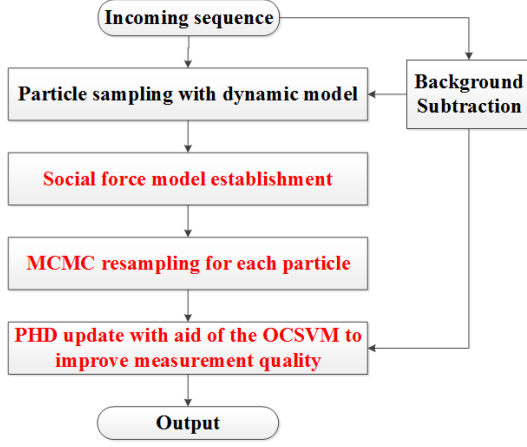 Incoming sequence
Particle sampling with dynamic model
Background
Subtraction
Social force model establishment
MCMC resampling for each particle
PHD update with aid of the OCSVM to
improve measurement quality
Output